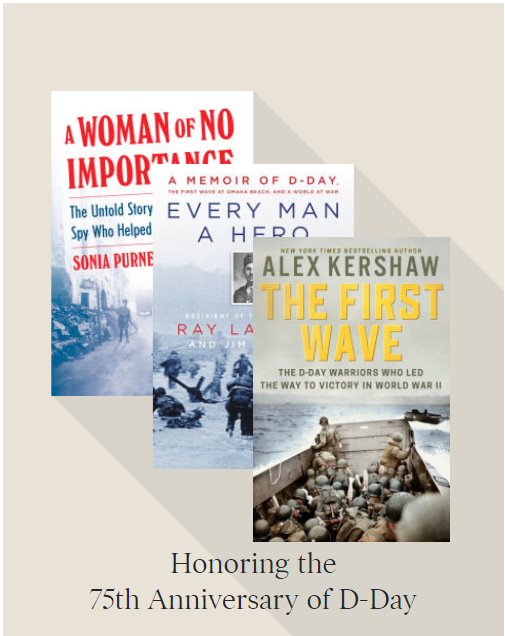 A WOMAN OF NO
IMPORTANCE
The Untold Story
Spy Who Helped
SONIA PURNE
A MEMOIR OF D-DAY,
THE FIRST WAVE AT OMAHA BEACH, AND A WORLD AT WAR
EVERY MAN
A HERO
RECIPIENT OF
RAY LA
AND JIM
NEW YORK TIMES BESTSELLING AUTHOR
ALEX KERSHAW
THE FIRST
WAVE
THE D-DAY WARRIORS WHO LED
THE WAY TO VICTORY IN WORLD WAR II
Honoring the
75th Anniversary of D-Day